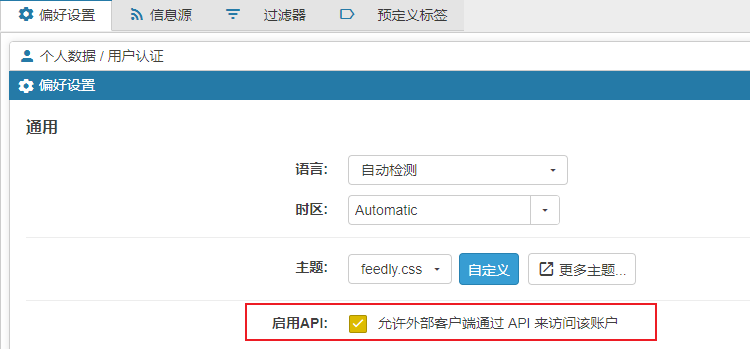 偏好设置 信息源 过滤器 预定义标签
个人数据 / 用户认证
偏好设置
通用
语言: 自动检测
时区: Automatic
主题: feedly.css 自定义 更多主题...
启用API: 允许外部客户端通过 API 来访问该账户